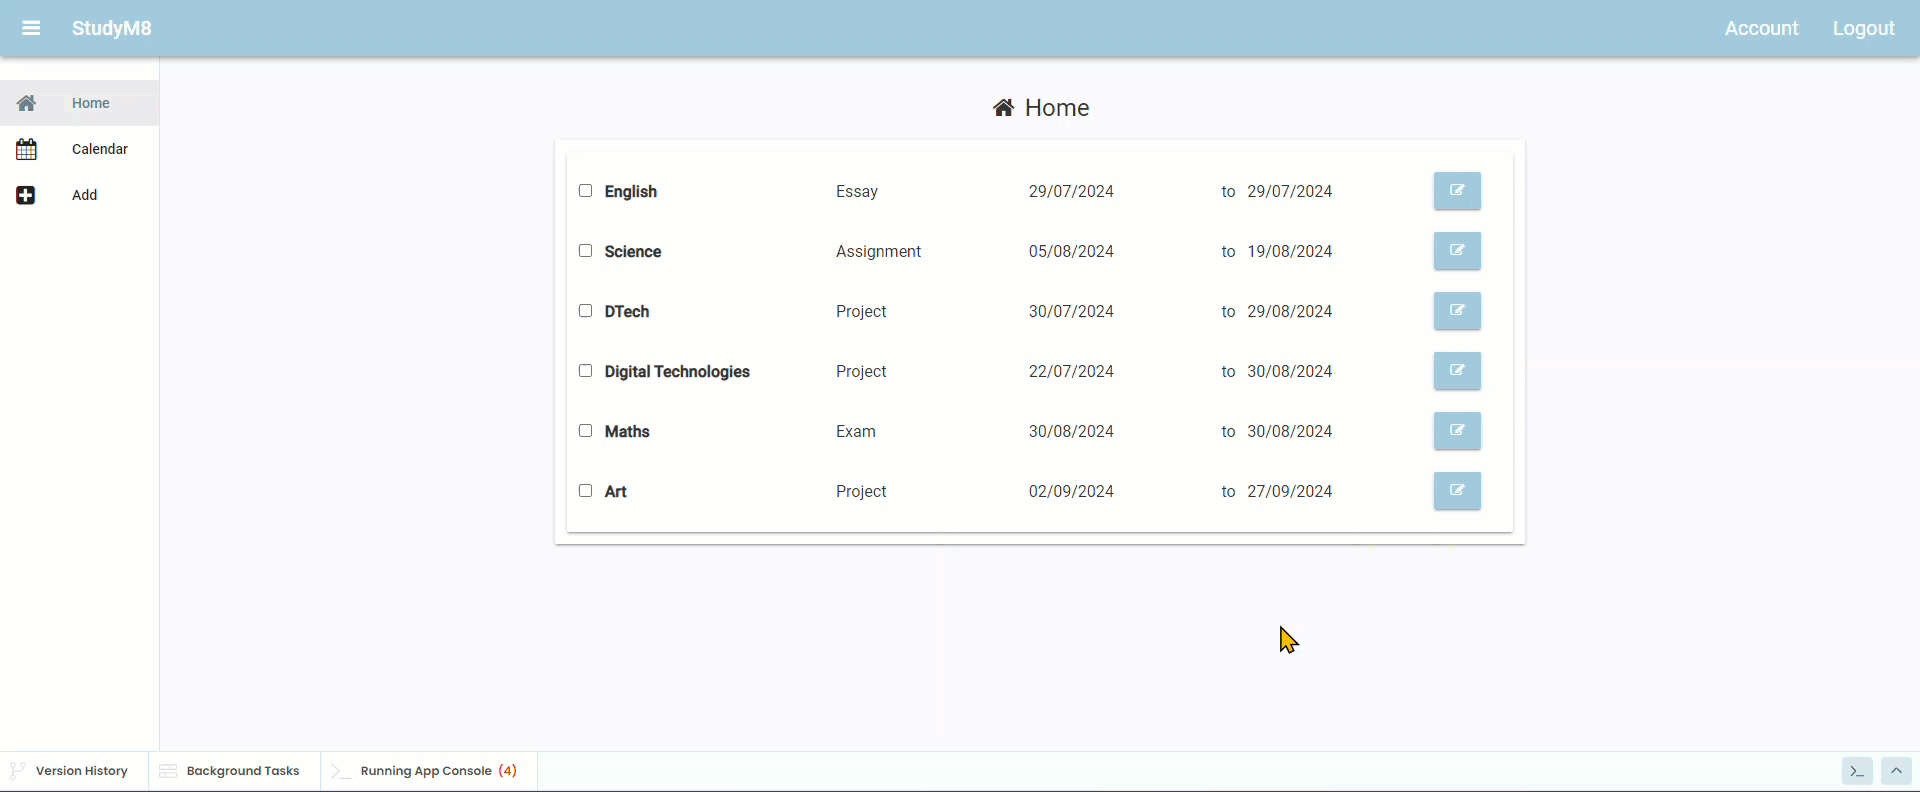 StudyM8 Account Logout
Home
Calendar
Add
Home
English Essay 29/07/2024 to 29/07/2024
Science Assignment 05/08/2024 to 19/08/2024
DTech Project 30/07/2024 to 29/08/2024
Digital Technologies Project 22/07/2024 to 30/08/2024
Maths Exam 30/08/2024 to 30/08/2024
Art Project 02/09/2024 to 27/09/2024
Version History Background Tasks Running App Console (4)